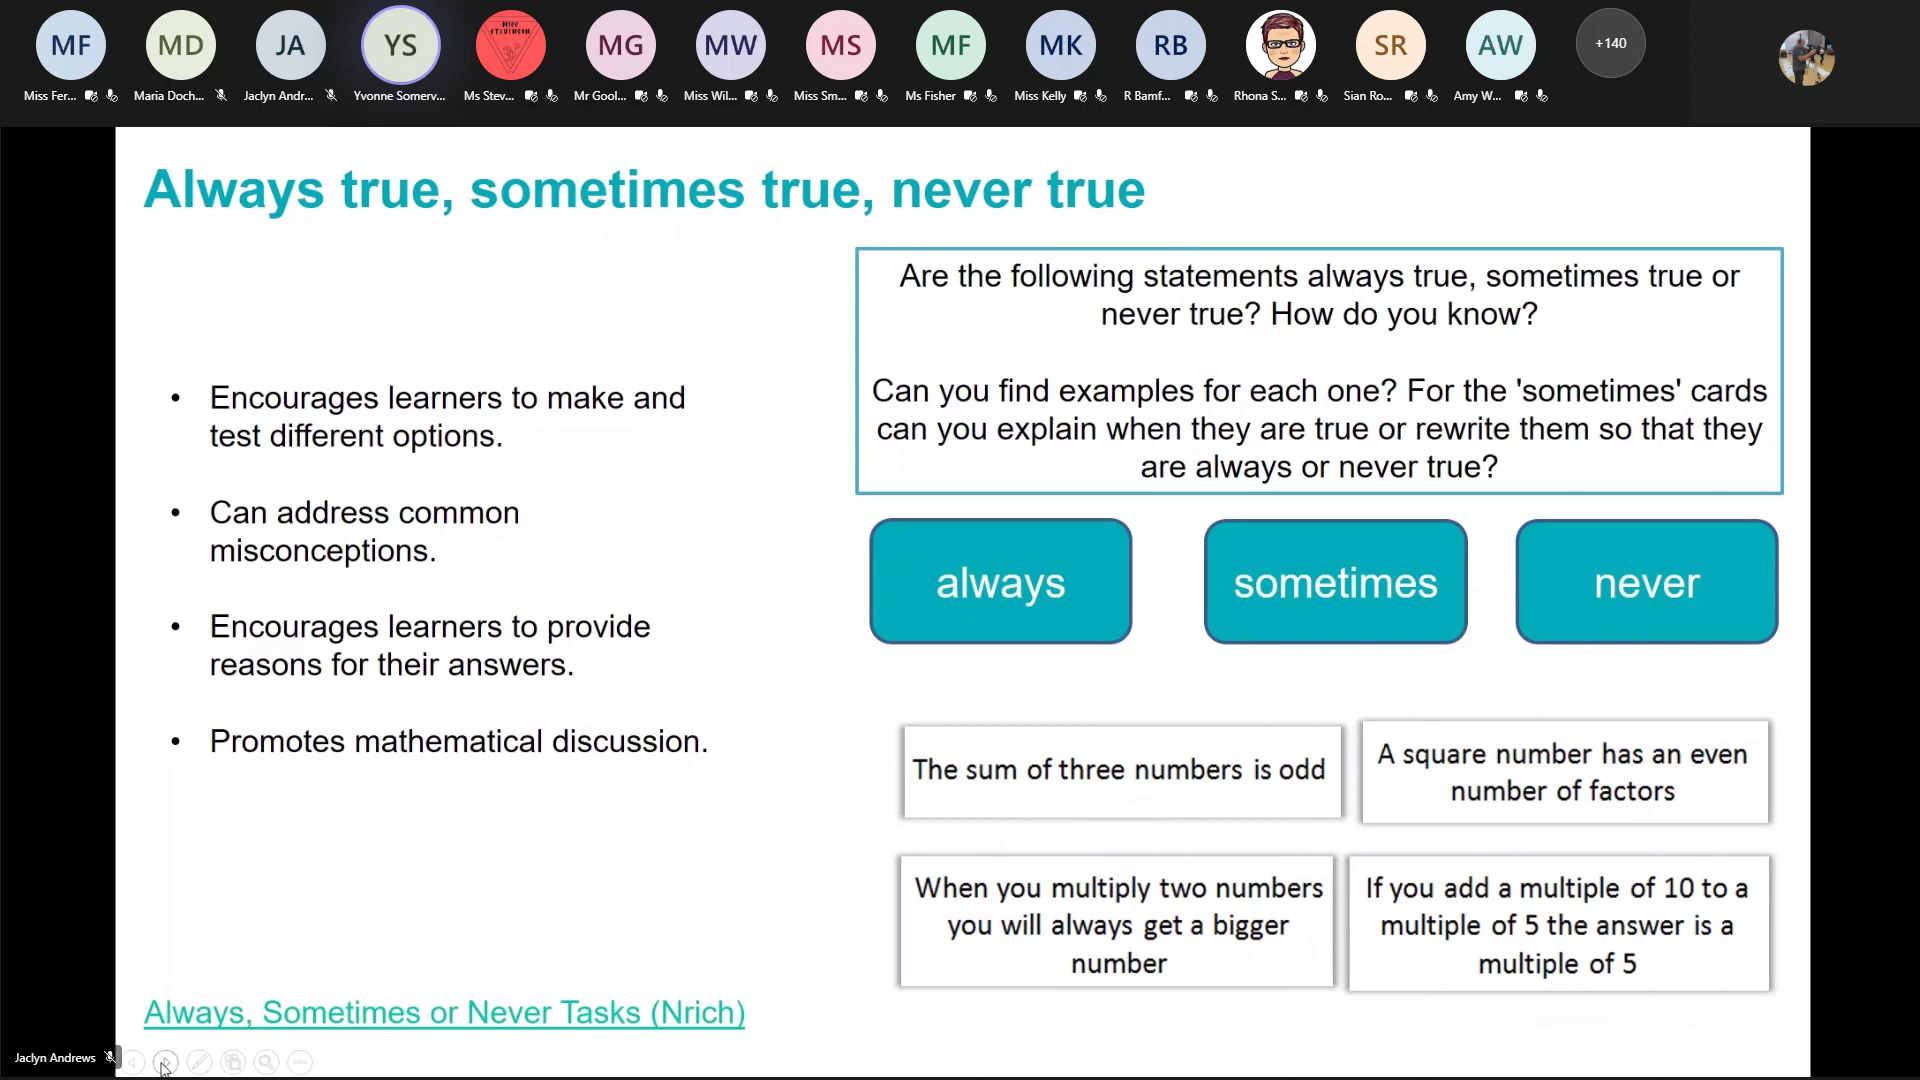 MF
MD
JA
YS
Miss
STEVENSON
MG
MW
MS
MF
MK
RB
SR
AW
+140
Miss Fer...
Maria Doch...
Jaclyn Andr...
Yvonne Somerv...
Ms Stev...
Mr Gool...
Miss Wil...
Miss Sm...
Ms Fisher
Miss Kelly
R Bamf...
Rhona S...
Sian Ro...
Amy W...
Always true, sometimes true, never true
• Encourages learners to make and
test different options.
• Can address common
misconceptions.
• Encourages learners to provide
reasons for their answers.
• Promotes mathematical discussion.
Always, Sometimes or Never Tasks (Nrich)
Are the following statements always true, sometimes true or
never true? How do you know?
Can you find examples for each one? For the 'sometimes' cards
can you explain when they are true or rewrite them so that they
are always or never true?
always
sometimes
never
The sum of three numbers is odd
A square number has an even
number of factors
When you multiply two numbers
you will always get a bigger
number
If you add a multiple of 10 to a
multiple of 5 the answer is a
multiple of 5
Jaclyn Andrews